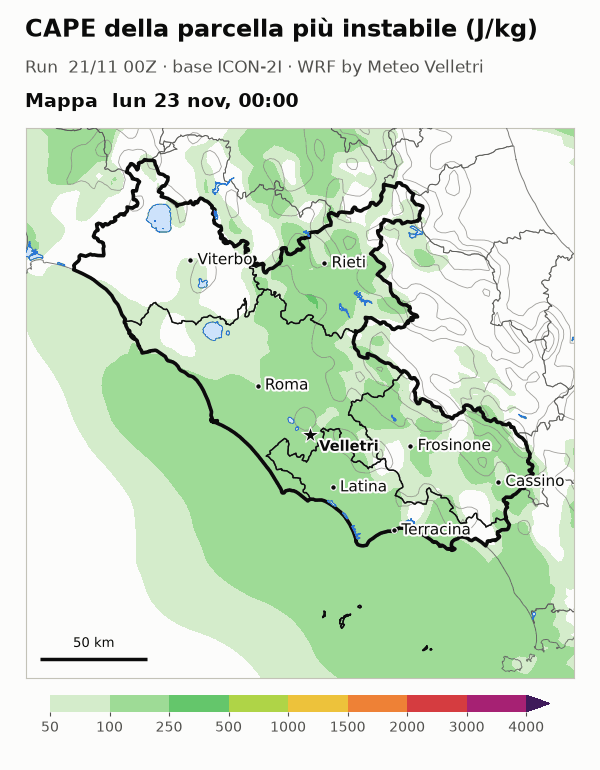 CAPE della parcella più instabile (J/kg)
Run 21/11 00Z · base ICON-2I · WRF by Meteo Velletri
Mappa lun 23 nov, 00:00
Viterbo
Rieti
Roma
Velletri
Frosinone
Latina
Cassino
Terracina
50 km
50 100 250 500 1000 1500 2000 3000 4000